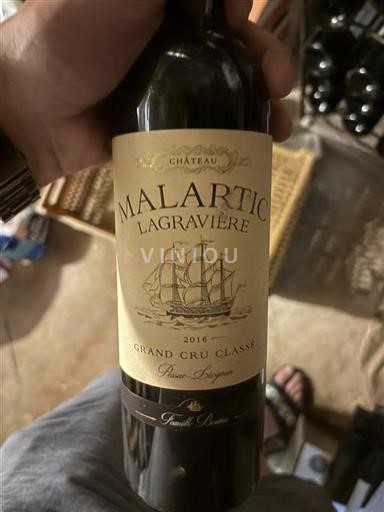 CHÂTEAU
MALARTIC
LAGRAVIÈRE
VINIOU
2016
GRAND CRU CLASSÉ
Pessac-Léognan
Famille Bonnie